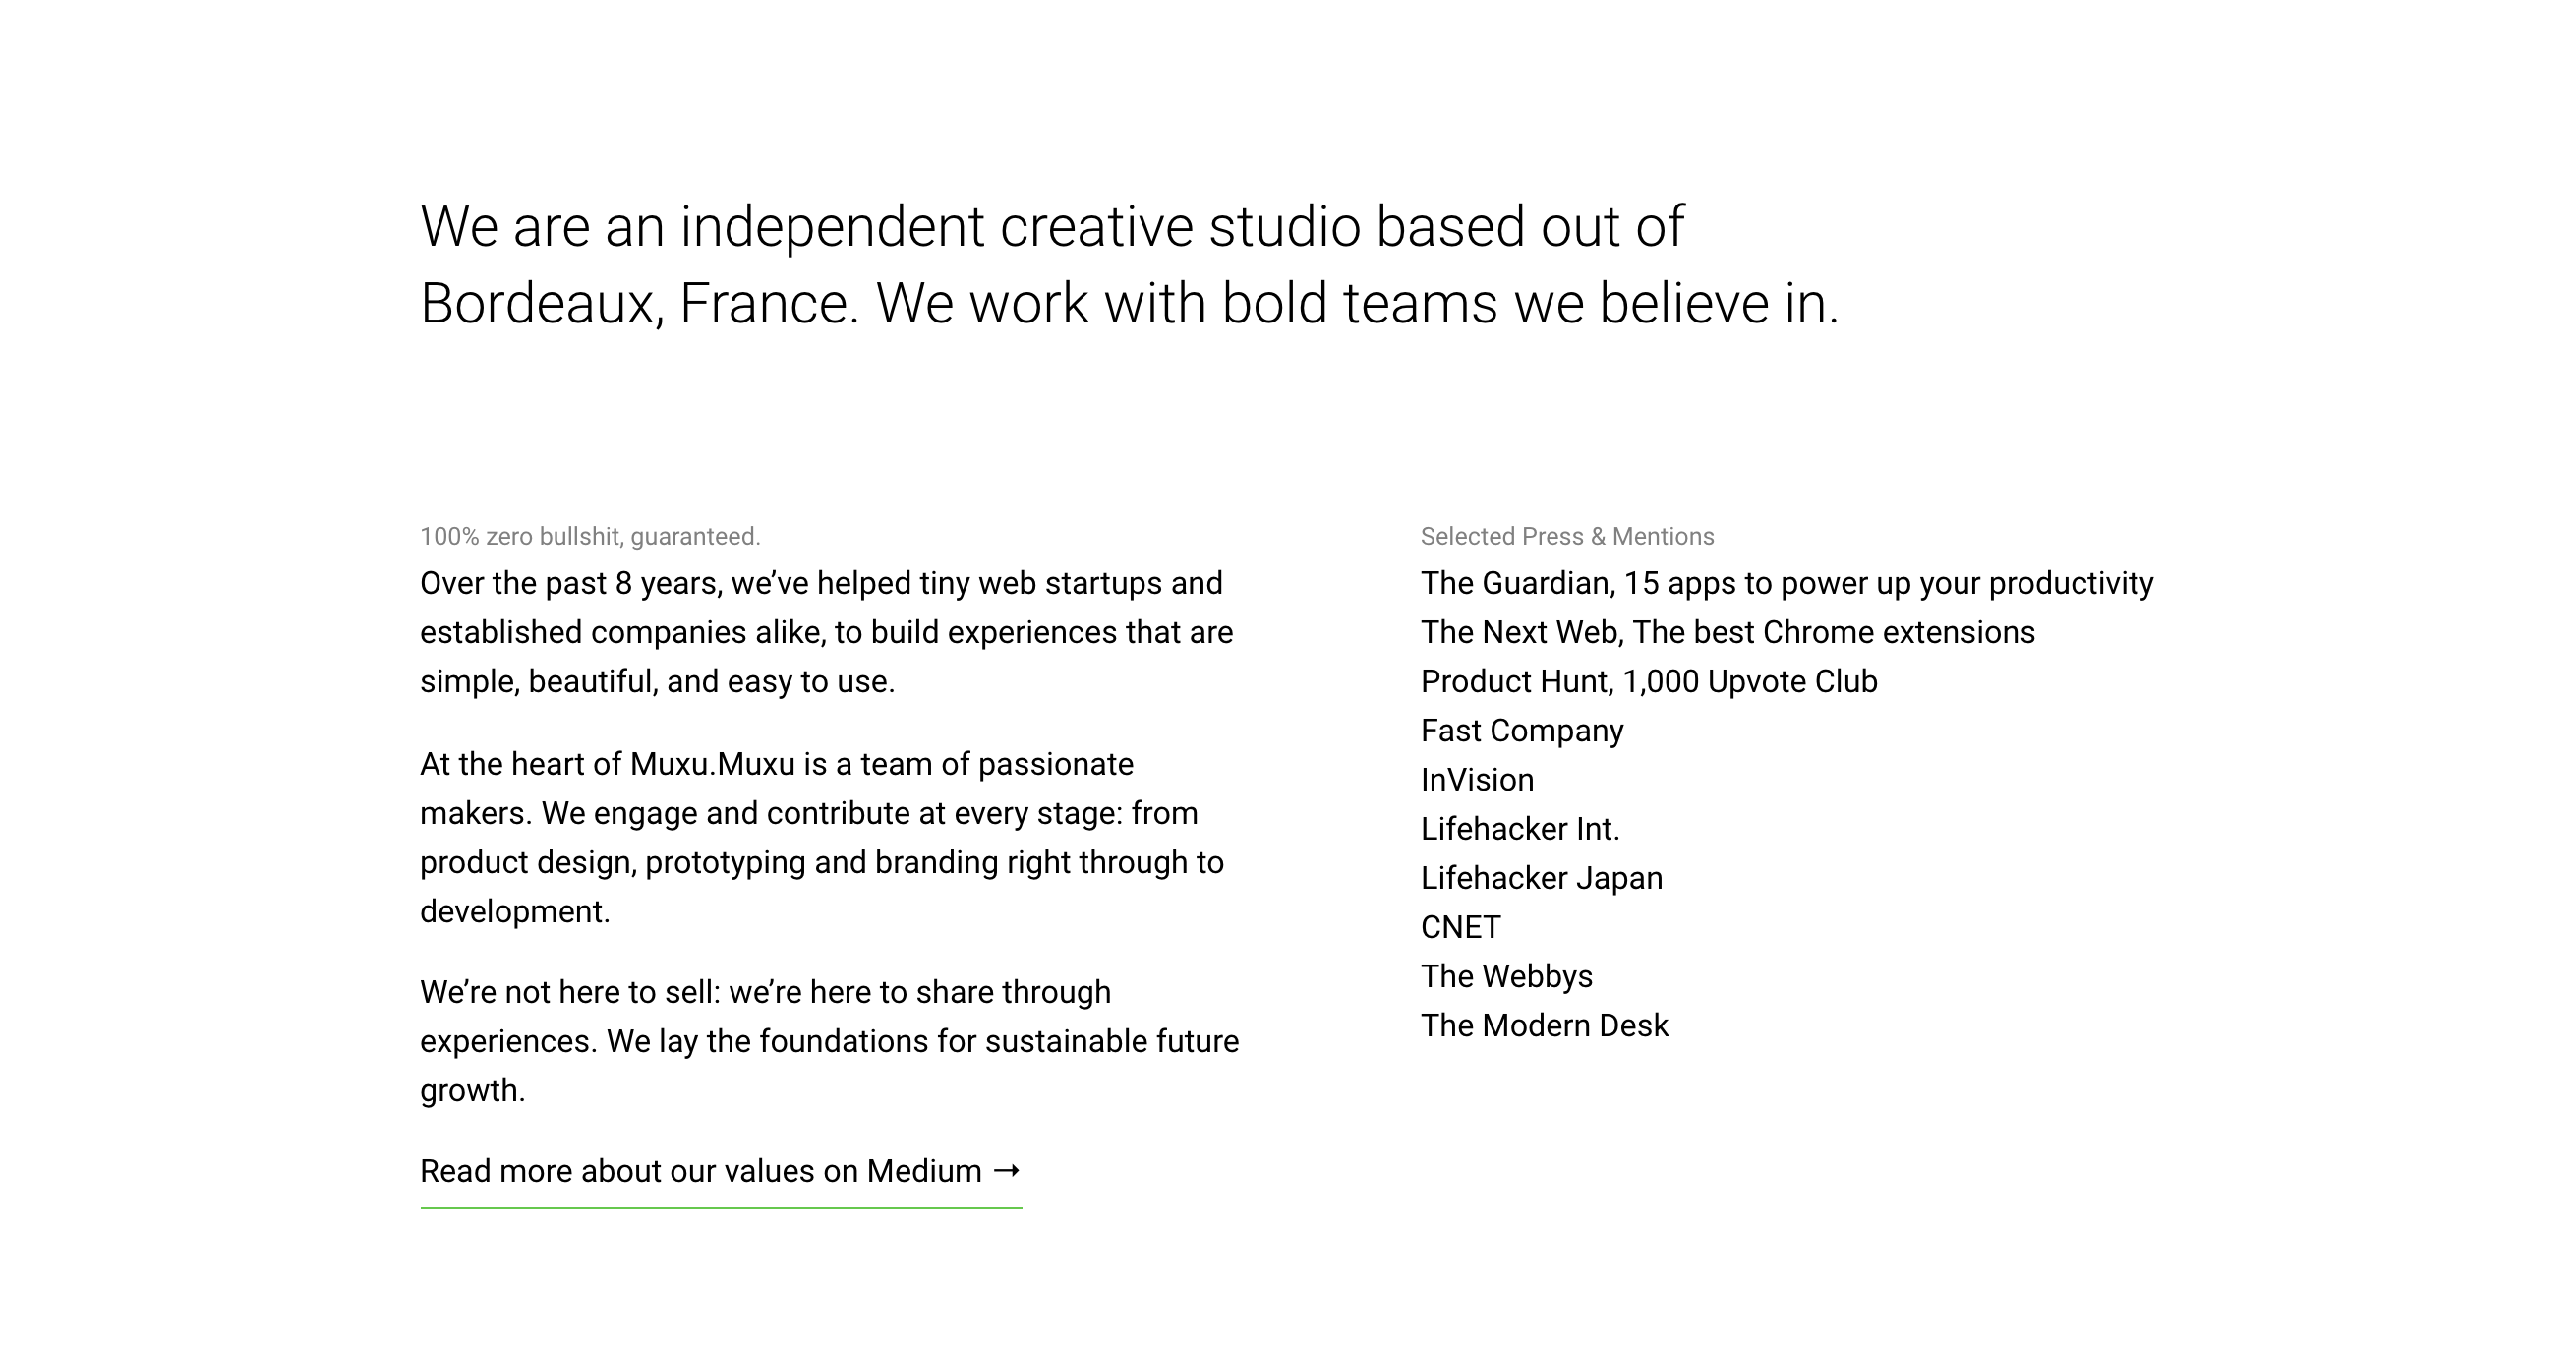 We are an independent creative studio based out of
Bordeaux, France. We work with bold teams we believe in.
100% zero bullshit, guaranteed.
Over the past 8 years, we’ve helped tiny web startups and
established companies alike, to build experiences that are
simple, beautiful, and easy to use.
At the heart of Muxu.Muxu is a team of passionate
makers. We engage and contribute at every stage: from
product design, prototyping and branding right through to
development.
We’re not here to sell: we’re here to share through
experiences. We lay the foundations for sustainable future
growth.
Read more about our values on Medium →
Selected Press & Mentions
The Guardian, 15 apps to power up your productivity
The Next Web, The best Chrome extensions
Product Hunt, 1,000 Upvote Club
Fast Company
InVision
Lifehacker Int.
Lifehacker Japan
CNET
The Webbys
The Modern Desk